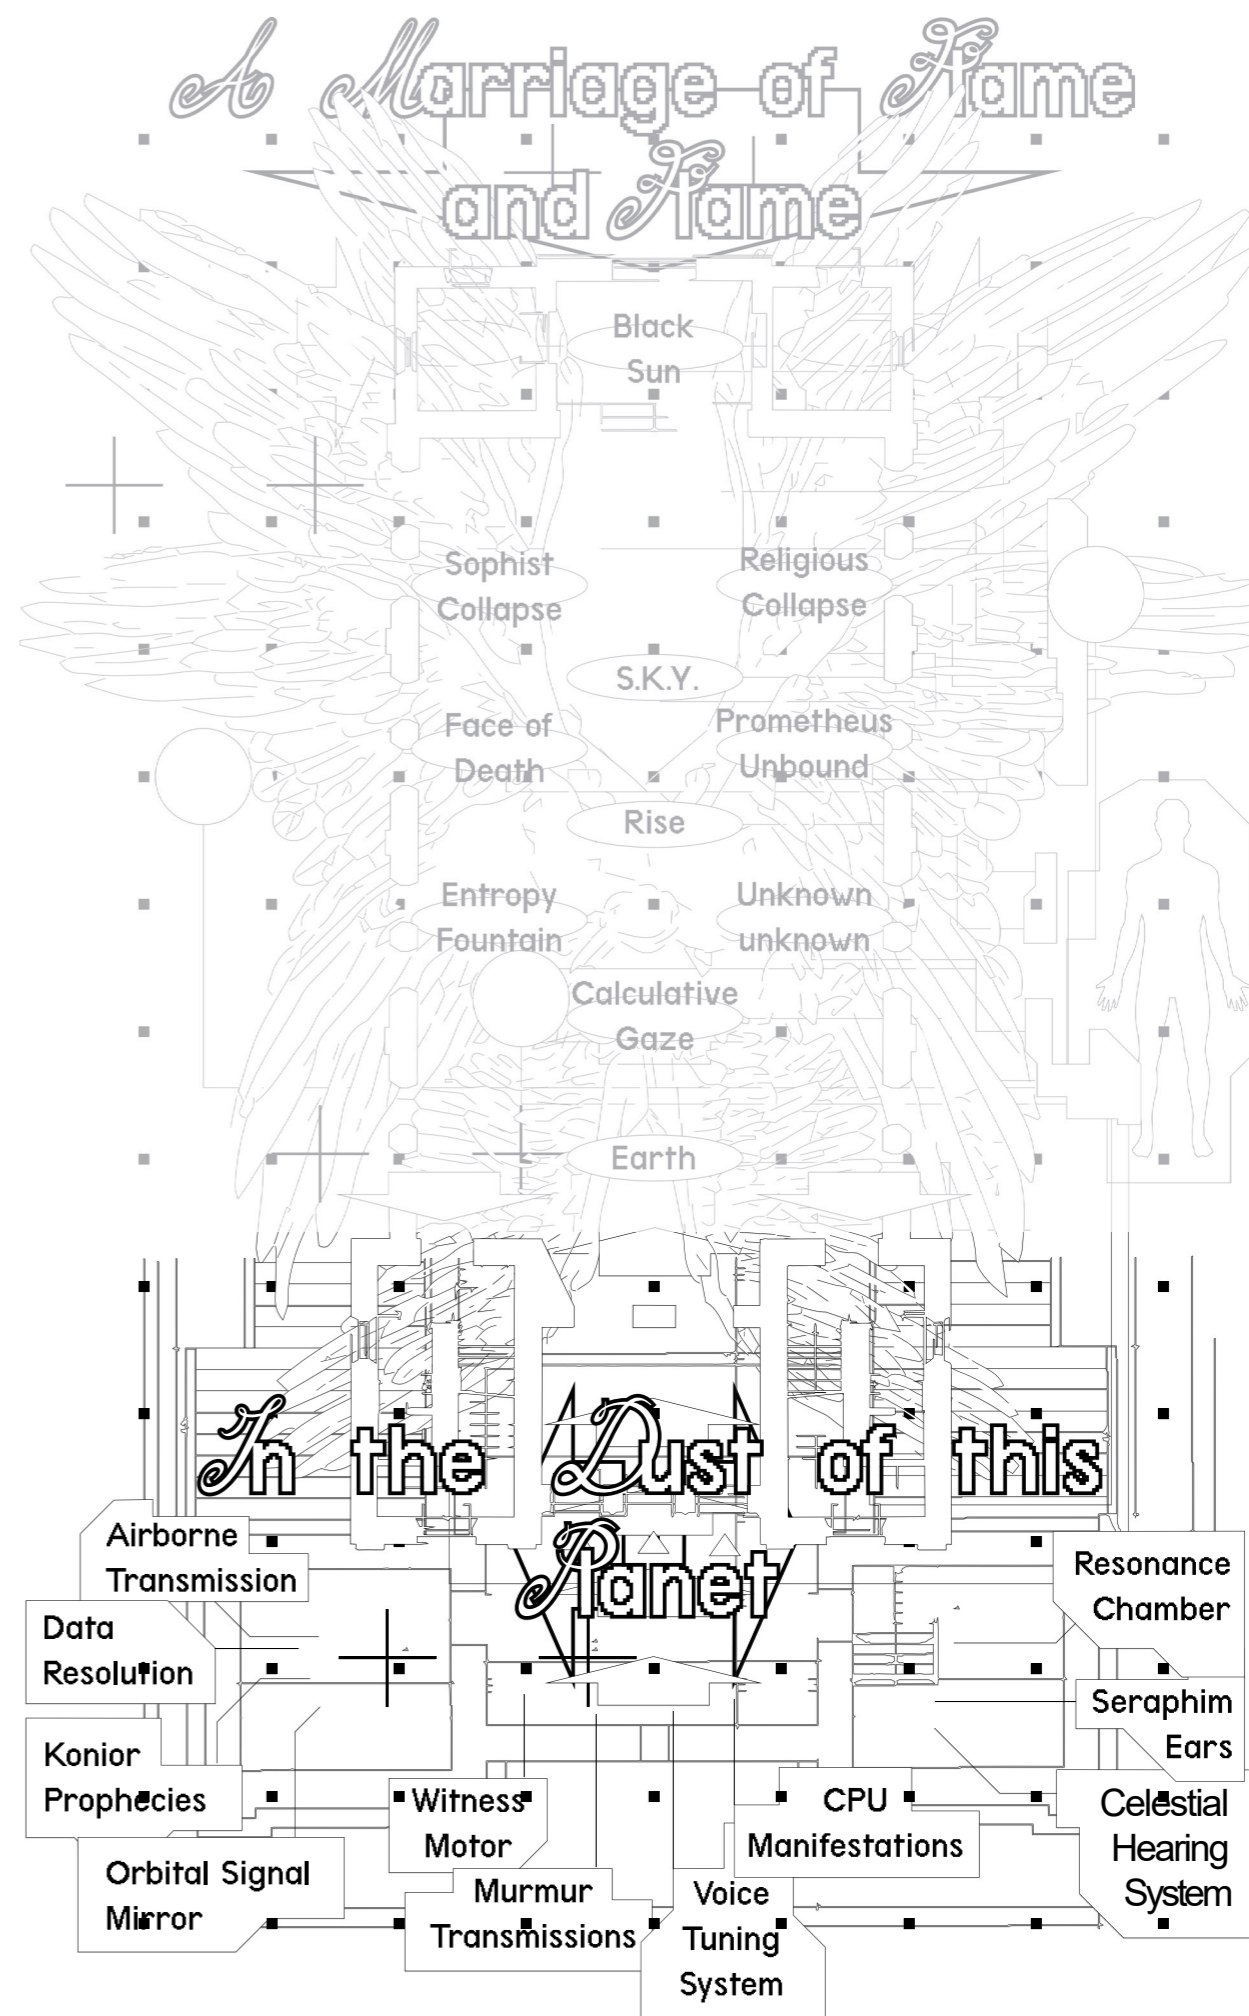 A Marriage of Fame
and Fame
Black
Sun
Sophist
Collapse
Religious
Collapse
S.K.Y.
Face of
Death
Prometheus
Unbound
Rise
Entropy
Fountain
Unknown
unknown
Calculative
Gaze
Earth
In the Dust of this
Planet
Airborne
Transmission
Data
Resolution
Konior
Prophecies
Orbital Signal
Mirror
Witness
Motor
Murmur
Transmissions
Voice
Tuning
System
CPU
Manifestations
Resonance
Chamber
Seraphim
Ears
Celestial
Hearing
System